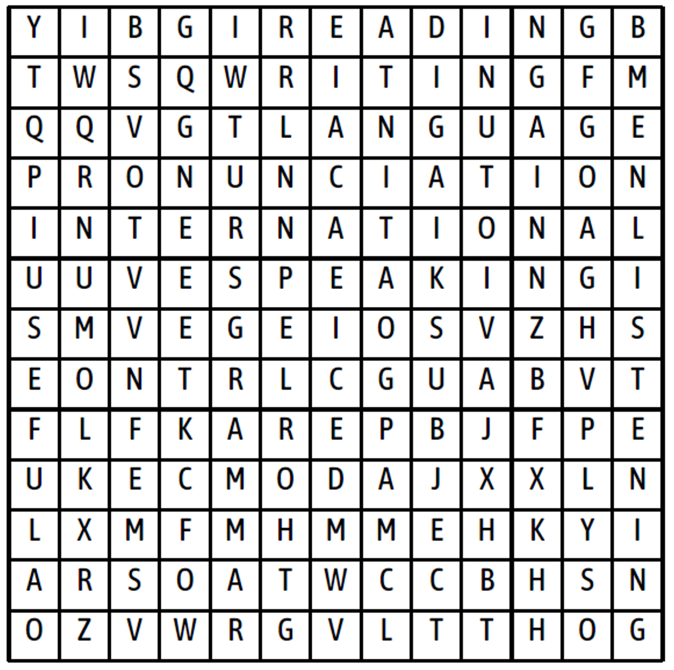 Y I B G I R E A D I N G B
T W S Q W R I T I N G F M
Q Q V G T L A N G U A G E
P R O N U N C I A T I O N
I N T E R N A T I O N A L
U U V E S P E A K I N G I
S M V E G E I O S V Z H S
E O N T R L C G U A B V T
F L F K A R E P B J F P E
U K E C M O D A J X X L N
L X M F M H M M E H K Y I
A R S O A T W C C B H S N
O Z V W R G V L T T H O G